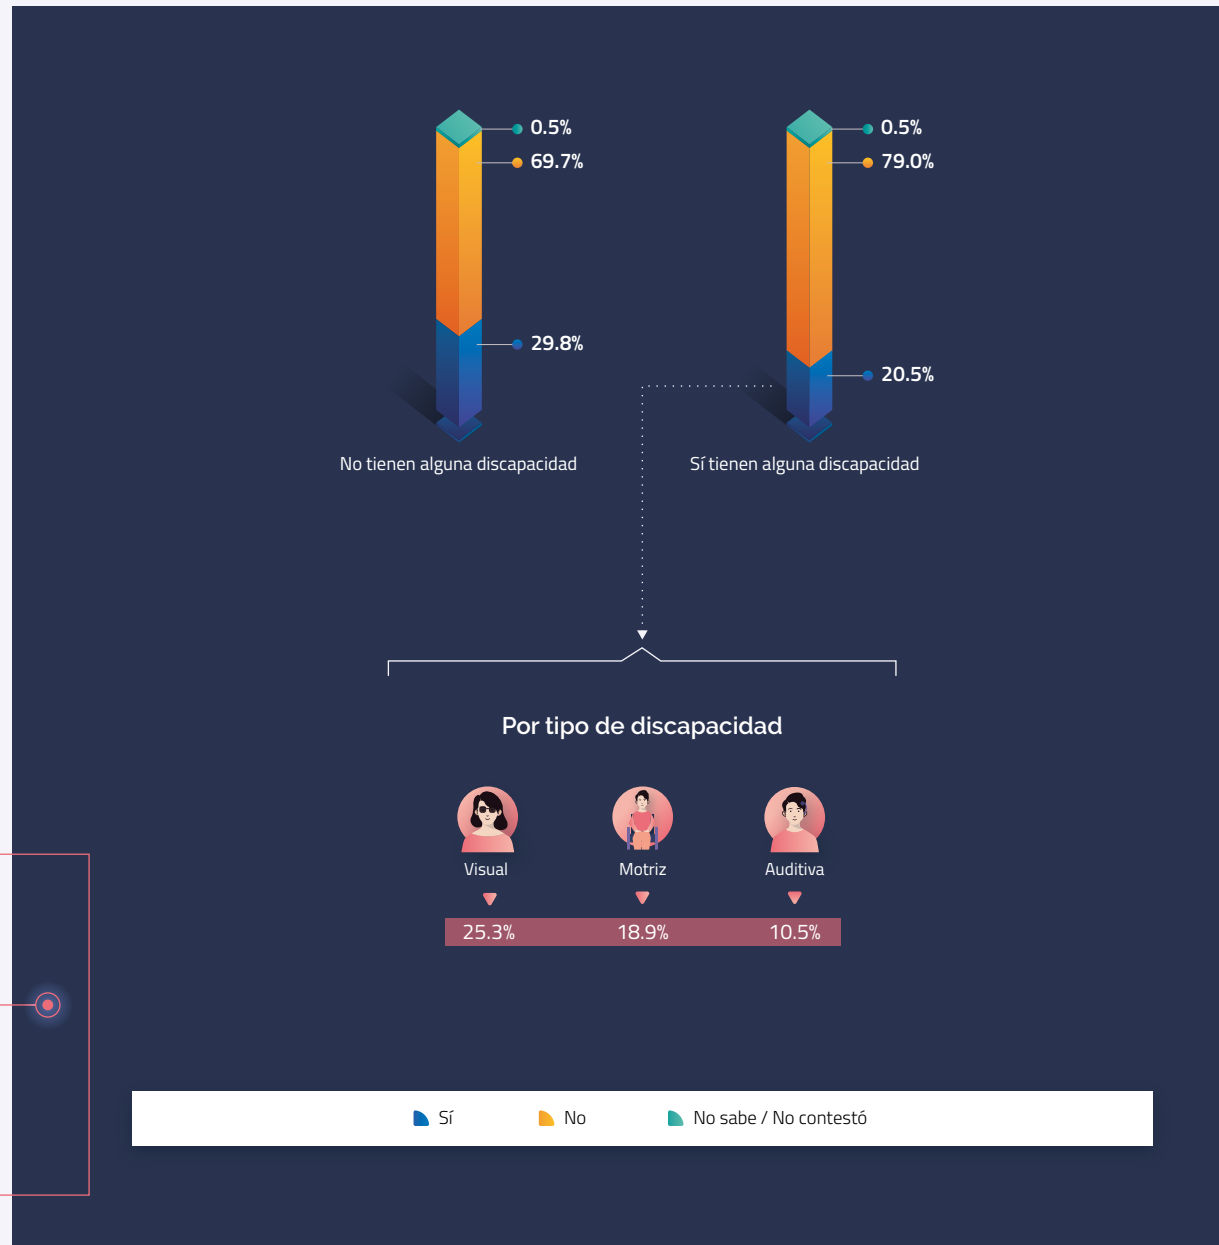 0.5%
69.7%
29.8%
No tienen alguna discapacidad
0.5%
79.0%
20.5%
Sí tienen alguna discapacidad
Por tipo de discapacidad
Visual
Motriz
Auditiva
25.3%
18.9%
10.5%
Sí
No
No sabe / No contestó